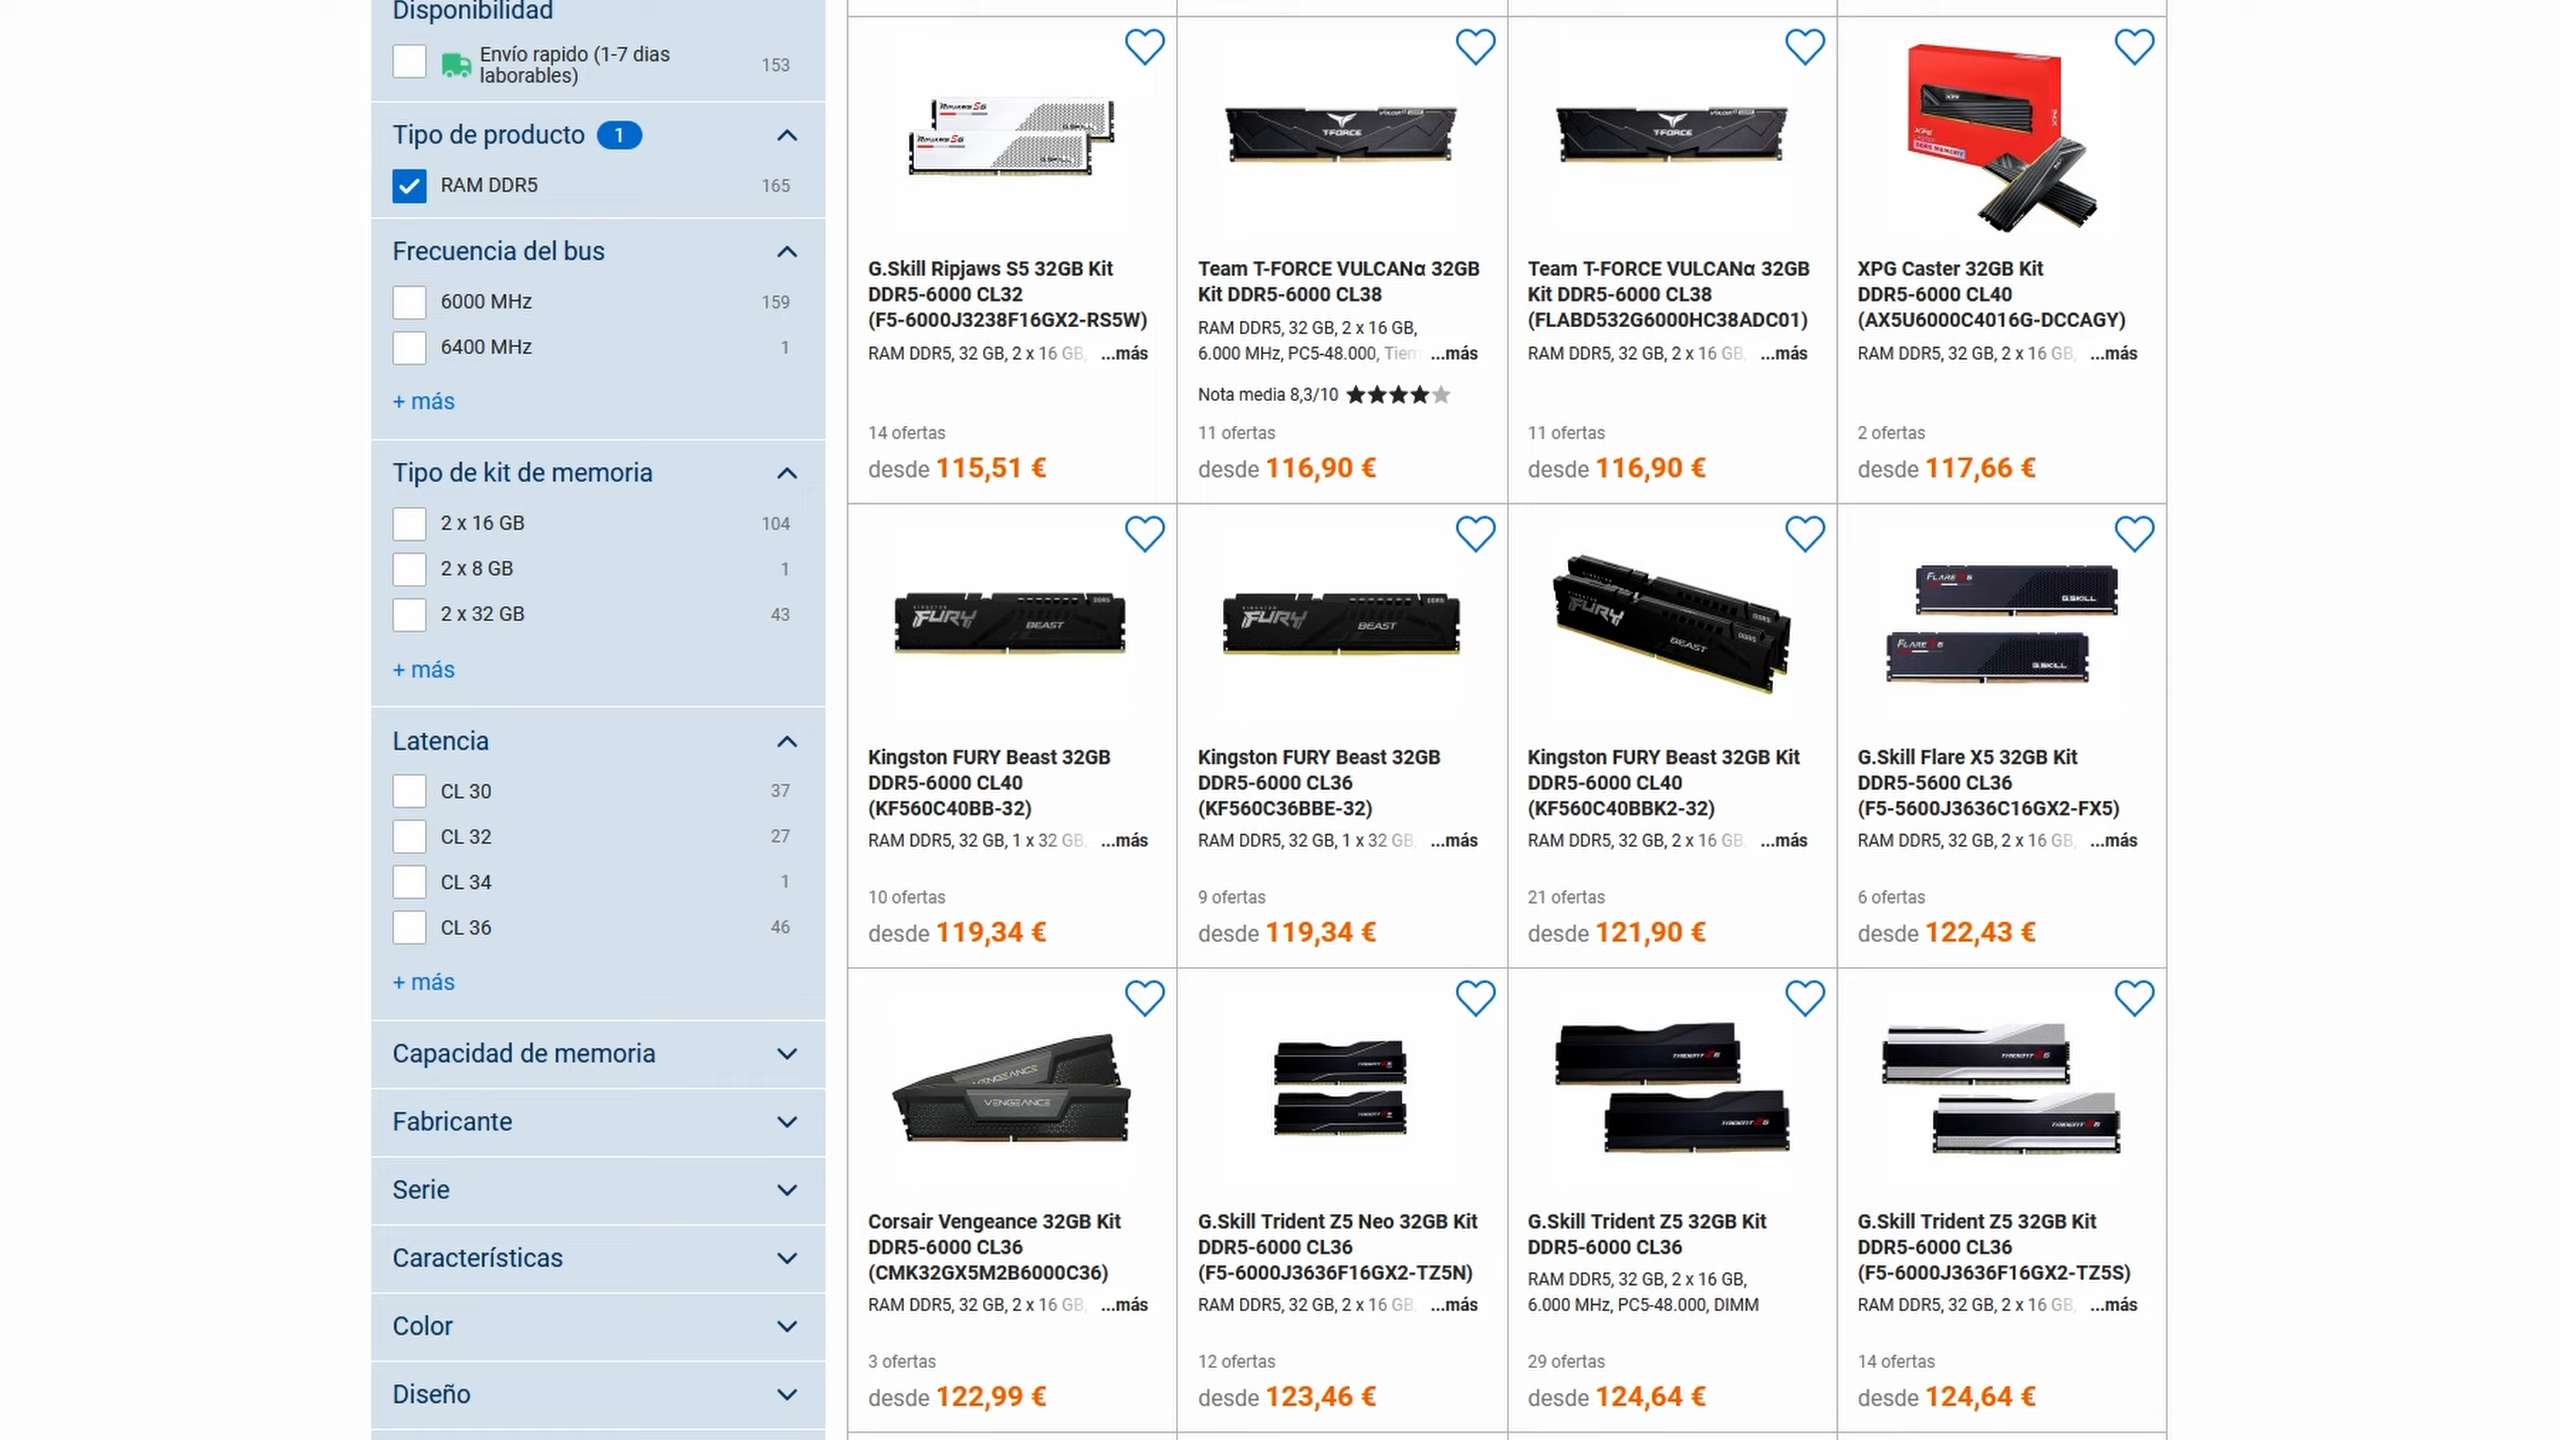 Disponibilidad
Envío rapido (1-7 dias
laborables)
153
Tipo de producto 1
RAM DDR5 165
Frecuencia del bus
6000 MHz 159
6400 MHz 1
+ más
Tipo de kit de memoria
2 x 16 GB 104
2 x 8 GB 1
2 x 32 GB 43
+ más
Latencia
CL 30 37
CL 32 27
CL 34 1
CL 36 46
+ más
Capacidad de memoria
Fabricante
Serie
Características
Color
Diseño
G.Skill Ripjaws S5 32GB Kit
DDR5-6000 CL32
(F5-6000J3238F16GX2-RS5W)
RAM DDR5, 32 GB, 2 x 16 GB, ...más
14 ofertas
desde 115,51 €
T-FORCE
Team T-FORCE VULCANα 32GB
Kit DDR5-6000 CL38
RAM DDR5, 32 GB, 2 x 16 GB,
6.000 MHz, PC5-48.000, Tiem ...más
Nota media 8,3/10
11 ofertas
desde 116,90 €
T-FORCE
Team T-FORCE VULCANα 32GB
Kit DDR5-6000 CL38
(FLABD532G6000HC38ADC01)
RAM DDR5, 32 GB, 2 x 16 GB, ...más
11 ofertas
desde 116,90 €
XPG Caster 32GB Kit
DDR5-6000 CL40
(AX5U6000C4016G-DCCAGY)
RAM DDR5, 32 GB, 2 x 16 GB, ...más
2 ofertas
desde 117,66 €
FURY BEAST
Kingston FURY Beast 32GB
DDR5-6000 CL40
(KF560C40BB-32)
RAM DDR5, 32 GB, 1 x 32 GB, ...más
10 ofertas
desde 119,34 €
FURY BEAST
Kingston FURY Beast 32GB
DDR5-6000 CL36
(KF560C36BBE-32)
RAM DDR5, 32 GB, 1 x 32 GB, ...más
9 ofertas
desde 119,34 €
FURY BEAST
Kingston FURY Beast 32GB Kit
DDR5-6000 CL40
(KF560C40BBK2-32)
RAM DDR5, 32 GB, 2 x 16 GB, ...más
21 ofertas
desde 121,90 €
G.SKILL
G.SKILL
G.Skill Flare X5 32GB Kit
DDR5-5600 CL36
(F5-5600J3636C16GX2-FX5)
RAM DDR5, 32 GB, 2 x 16 GB, ...más
6 ofertas
desde 122,43 €
VENGEANCE
VENGEANCE
Corsair Vengeance 32GB Kit
DDR5-6000 CL36
(CMK32GX5M2B6000C36)
RAM DDR5, 32 GB, 2 x 16 GB, ...más
3 ofertas
desde 122,99 €
G.Skill Trident Z5 Neo 32GB Kit
DDR5-6000 CL36
(F5-6000J3636F16GX2-TZ5N)
RAM DDR5, 32 GB, 2 x 16 GB, ...más
12 ofertas
desde 123,46 €
G.Skill Trident Z5 32GB Kit
DDR5-6000 CL36
RAM DDR5, 32 GB, 2 x 16 GB,
6.000 MHz, PC5-48.000, DIMM
29 ofertas
desde 124,64 €
G.Skill Trident Z5 32GB Kit
DDR5-6000 CL36
(F5-6000J3636F16GX2-TZ5S)
RAM DDR5, 32 GB, 2 x 16 GB, ...más
14 ofertas
desde 124,64 €